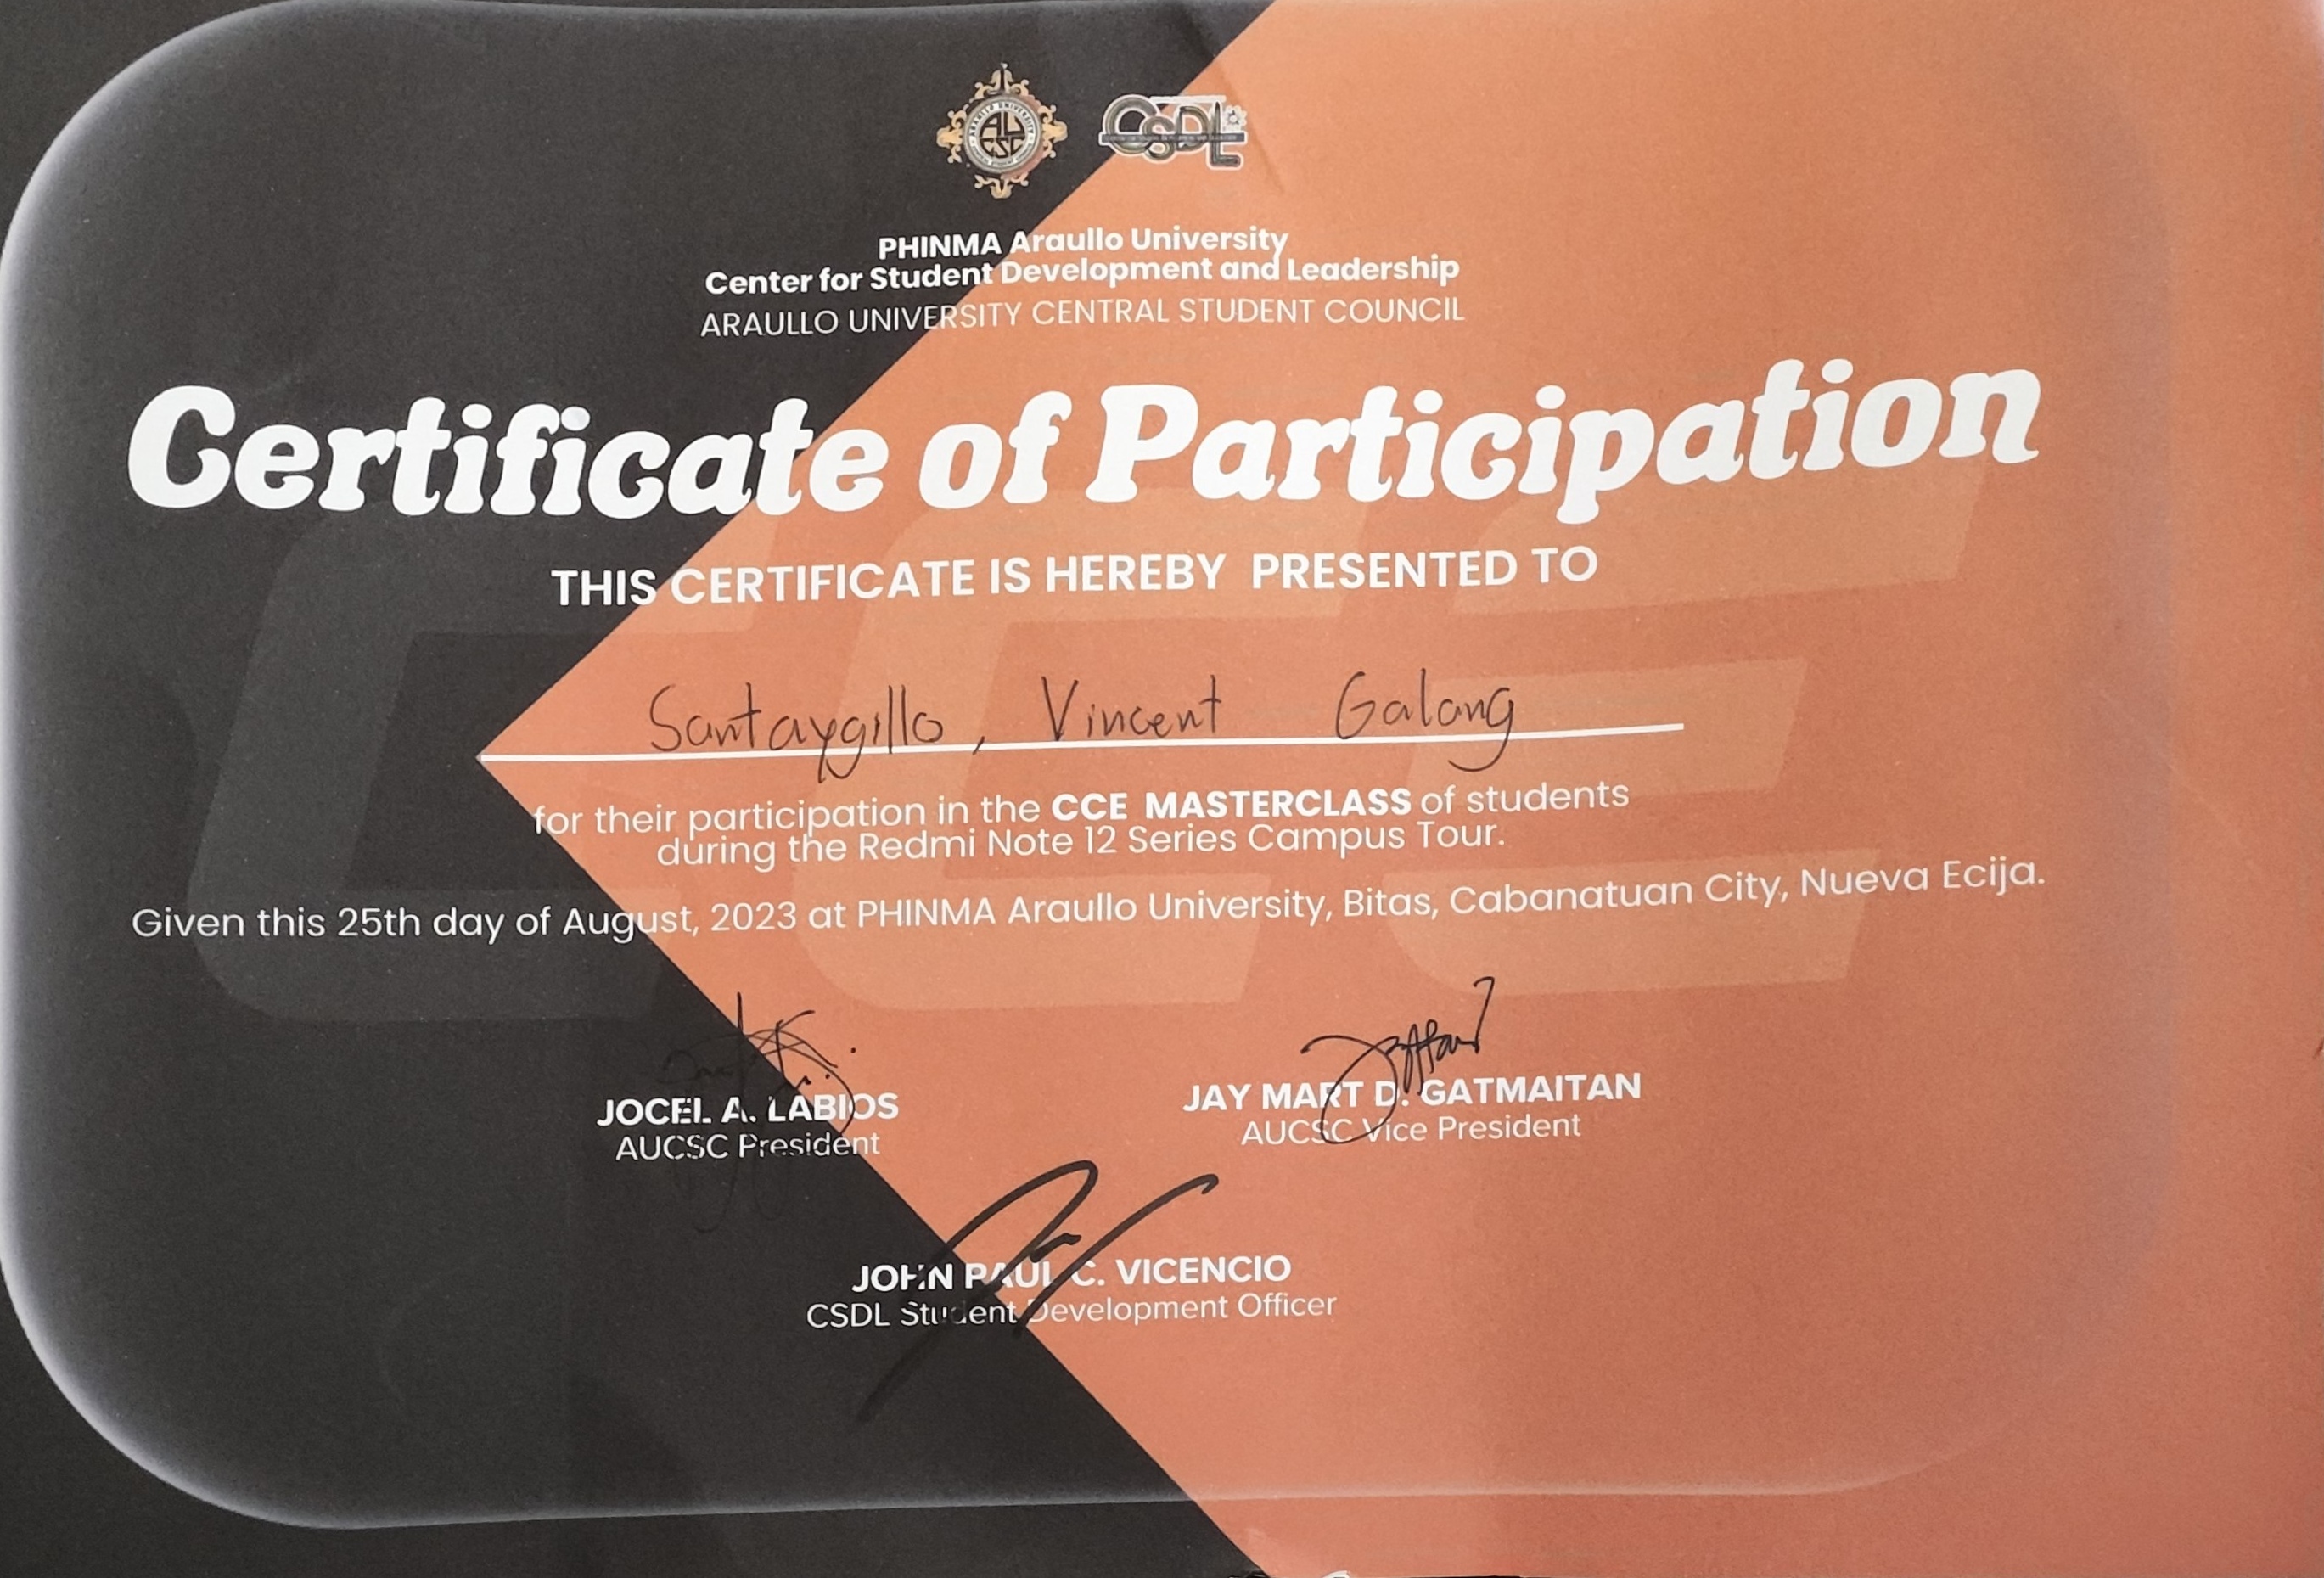 AU
CSC
CSDL
PHINMA Araullo University
Center for Student Development and Leadership
ARAULLO UNIVERSITY CENTRAL STUDENT COUNCIL
Certificate of Participation
THIS CERTIFICATE IS HEREBY PRESENTED TO
Santaygillo, Vincent Galang
for their participation in the CCE MASTERCLASS of students
during the Redmi Note 12 Series Campus Tour.
Given this 25th day of August, 2023 at PHINMA Araullo University, Bitas, Cabanatuan City, Nueva Ecija.
JOCEL A. LABIOS
AUCSC President
JAY MART D. GATMAITAN
AUCSC Vice President
JOHN PAUL C. VICENCIO
CSDL Student Development Officer
CCE